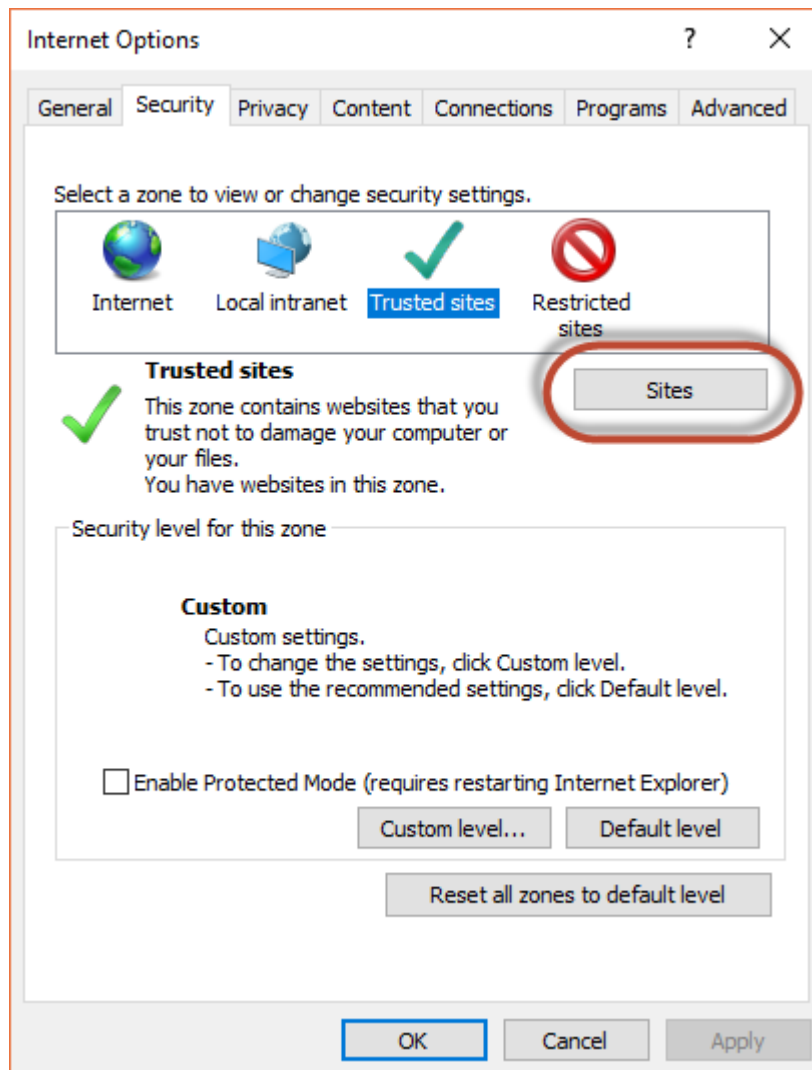 Internet Options
?
General Security Privacy Content Connections Programs Advanced
Select a zone to view or change security settings.
Internet Local intranet Trusted sites Restricted
sites
Trusted sites
Sites
This zone contains websites that you
trust not to damage your computer or
your files.
You have websites in this zone.
Security level for this zone
Custom
Custom settings.
- To change the settings, click Custom level.
- To use the recommended settings, click Default level.
Enable Protected Mode (requires restarting Internet Explorer)
Custom level... Default level
Reset all zones to default level
OK Cancel Apply